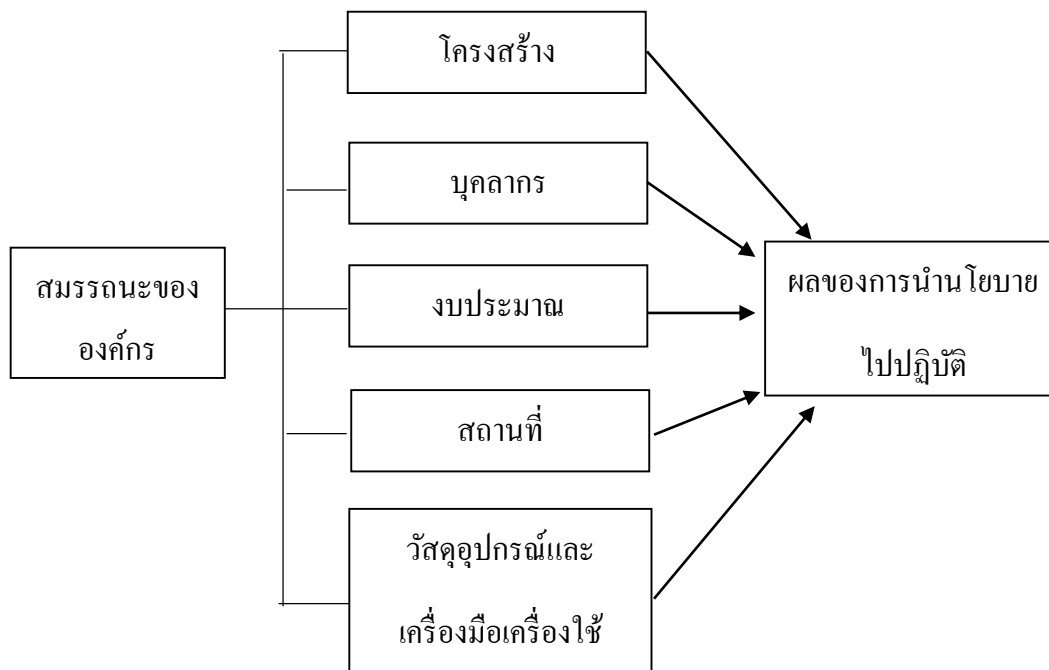 โครงสร้าง
บุคลากร
สมรรถนะของ
องค์กร
งบประมาณ
ผลของการนำนโยบาย
ไปปฏิบัติ
สถานที่
วัสดุอุปกรณ์และ
เครื่องมือเครื่องใช้